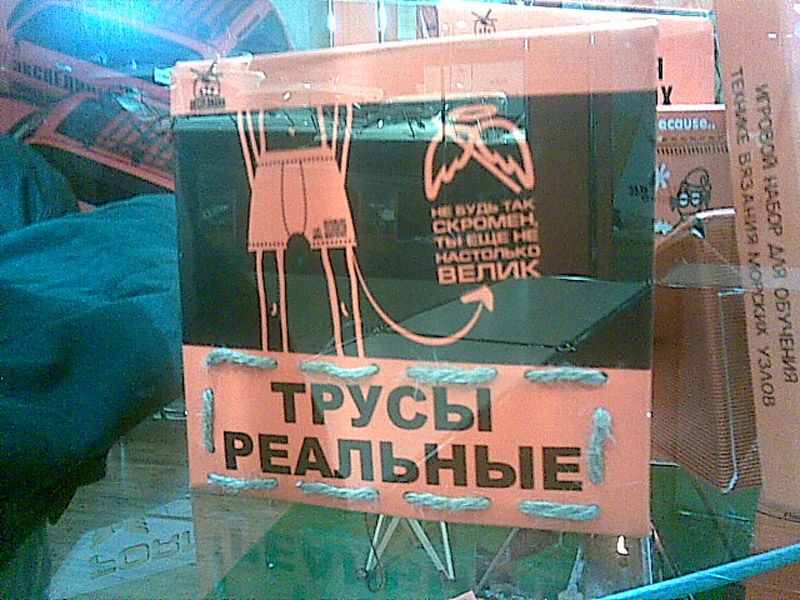 НЕ БУДЬ ТАК
СКРОМЕН,
ТЫ ЕЩЕ НЕ
НАСТОЛЬКО
ВЕЛИК
ТРУСЫ
РЕАЛЬНЫЕ
ecause..
ИГРОВОЙ НАБОР ДЛЯ ОБУЧЕНИЯ
ТЕХНИКЕ ВЯЗАНИЯ МОРСКИХ УЗЛОВ